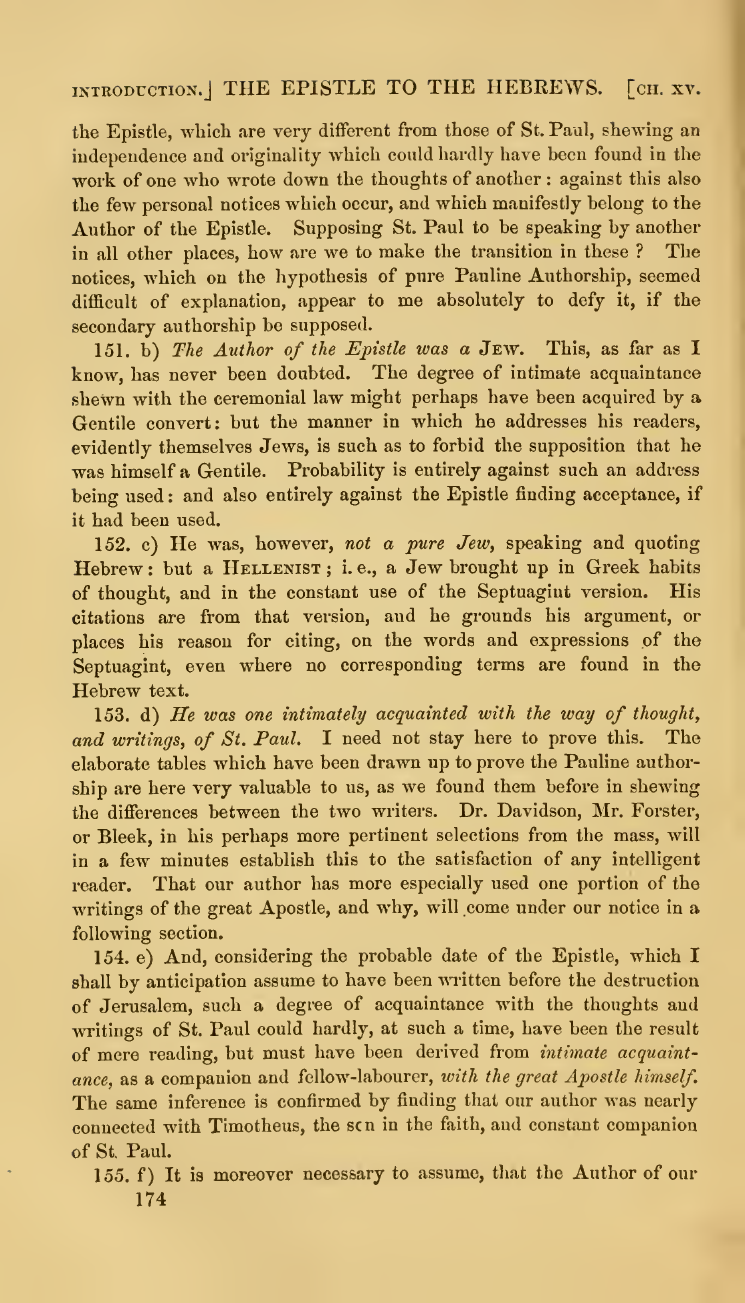 INTRODUCTION.] THE EPISTLE TO THE HEBREWS. [CH. XV.
the Epistle, which are very different from those of St. Paul, shewing an
independence and originality which could hardly have been found in the
work of one who wrote down the thoughts of another : against this also
the few personal notices which occur, and which manifestly belong to the
Author of the Epistle. Supposing St. Paul to be speaking by another
in all other places, how are we to make the transition in these ? The
notices, which on the hypothesis of pure Pauline Authorship, seemed
difficult of explanation, appear to me absolutely to defy it, if the
secondary authorship be supposed.
151. b) The Author of the Epistle was a JEW. This, as far as I
know, has never been doubted. The degree of intimate acquaintance
shewn with the ceremonial law might perhaps have been acquired by a
Gentile convert: but the manner in which he addresses his readers,
evidently themselves Jews, is such as to forbid the supposition that he
was himself a Gentile. Probability is entirely against such an address
being used: and also entirely against the Epistle finding acceptance, if
it had been used.
152. c) He was, however, not a pure Jew, speaking and quoting
Hebrew: but a HELLENIST ; i. e., a Jew brought up in Greek habits
of thought, and in the constant use of the Septuagint version. His
citations are from that version, and he grounds his argument, or
places his reason for citing, on the words and expressions of the
Septuagint, even where no corresponding terms are found in the
Hebrew text.
153. d) He was one intimately acquainted with the way of thought,
and writings, of St. Paul. I need not stay here to prove this. The
elaborate tables which have been drawn up to prove the Pauline author-
ship are here very valuable to us, as we found them before in shewing
the differences between the two writers. Dr. Davidson, Mr. Forster,
or Bleek, in his perhaps more pertinent selections from the mass, will
in a few minutes establish this to the satisfaction of any intelligent
reader. That our author has more especially used one portion of the
writings of the great Apostle, and why, will come under our notice in a
following section.
154. e) And, considering the probable date of the Epistle, which I
shall by anticipation assume to have been written before the destruction
of Jerusalem, such a degree of acquaintance with the thoughts and
writings of St. Paul could hardly, at such a time, have been the result
of mere reading, but must have been derived from intimate acquaint-
ance, as a companion and fellow-labourer, with the great Apostle himself.
The same inference is confirmed by finding that our author was nearly
connected with Timotheus, the son in the faith, and constant companion
of St. Paul.
155. f) It is moreover necessary to assume, that the Author of our
174